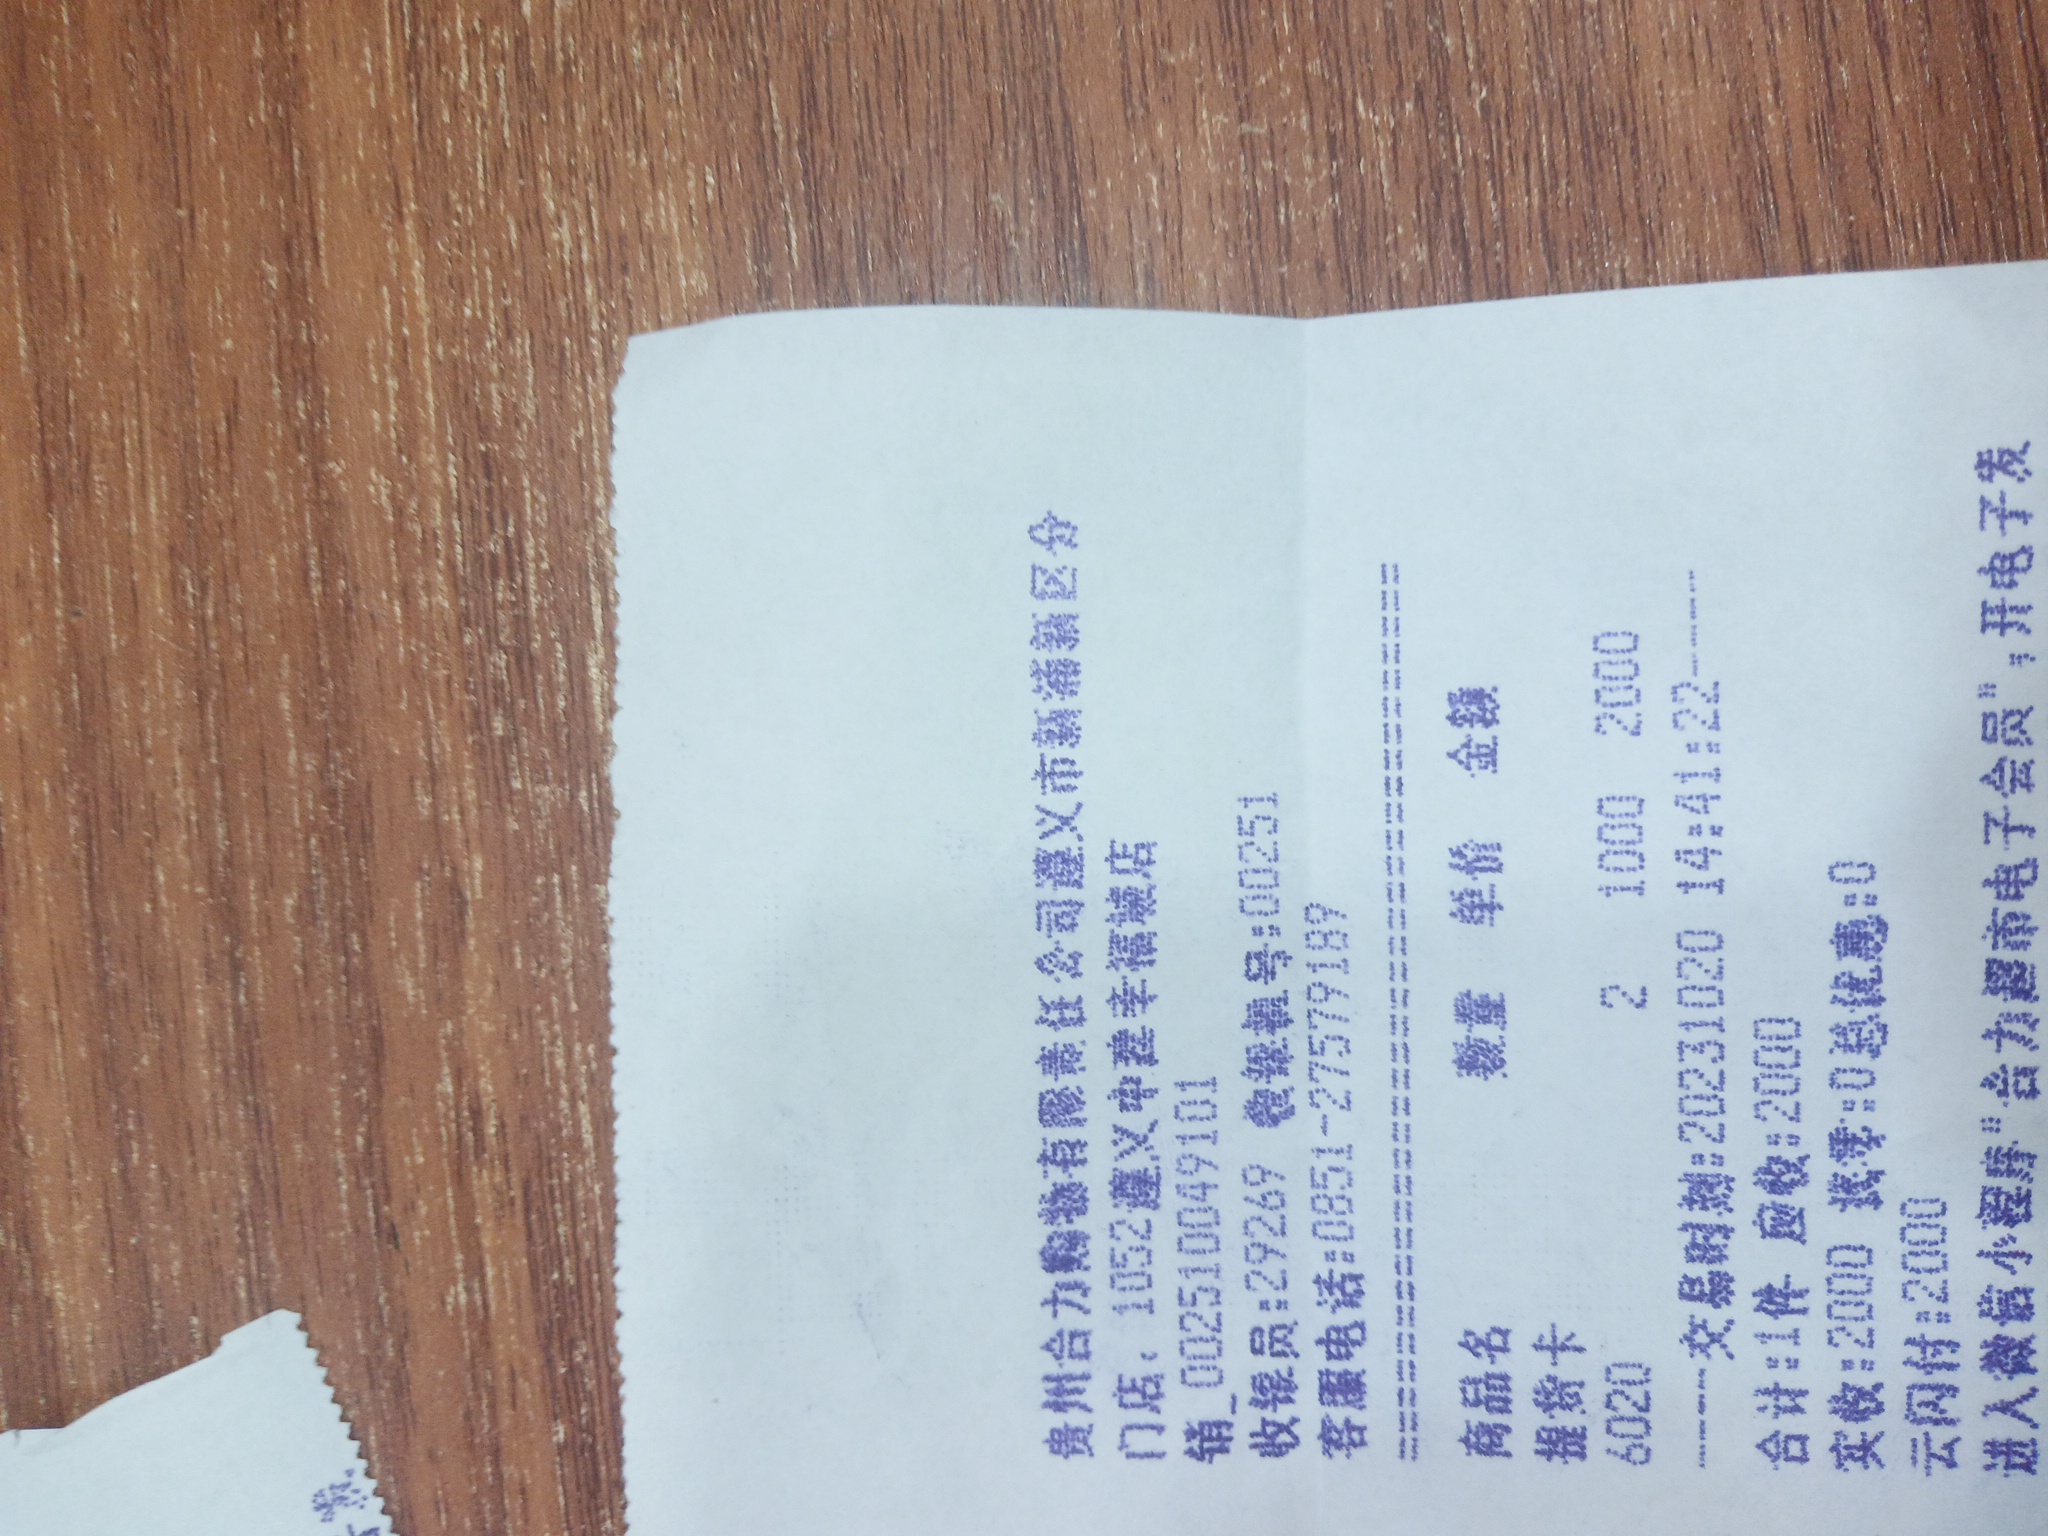 贵州合力购物有限责任公司遵义市新蒲新区分
门店：1052遵义中建幸福城店
销_002510049101
收银员:29269 收银机号:00251
客服电话:0851-27579189
================================
商品名 数量 单价 金额
提货卡
6020 2 1000 2000
-----交易时刻:20231020 14:41:22-----
合计:1件 应收:2000
实收:2000 找零:0总优惠:0
云闪付:2000
进入微信小程序"合力超市电子会员",开电子发